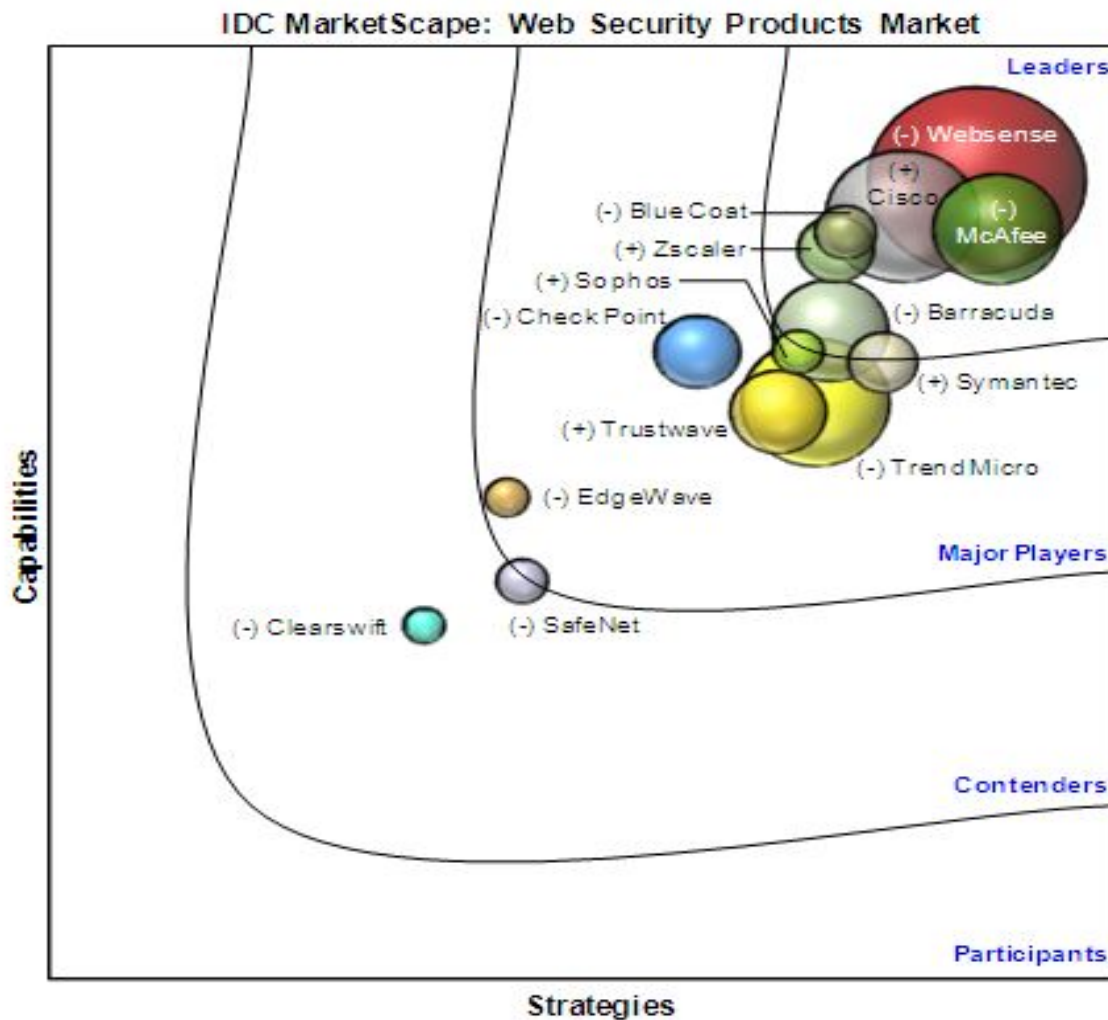 IDC MarketScape: Web Security Products Market
Leaders
(-) Websense
(+)
Cisco
(-)
McAfee
(-) Blue Coat
(+) Zscaler
(+) Sophos
(-) Check Point
(-) Barracuda
(+) Symantec
(+) Trustwave
(-) Trend Micro
(-) EdgeWave
Major Players
(-) Clearswift
(-) SafeNet
Contenders
Participants
Capabilities
Strategies